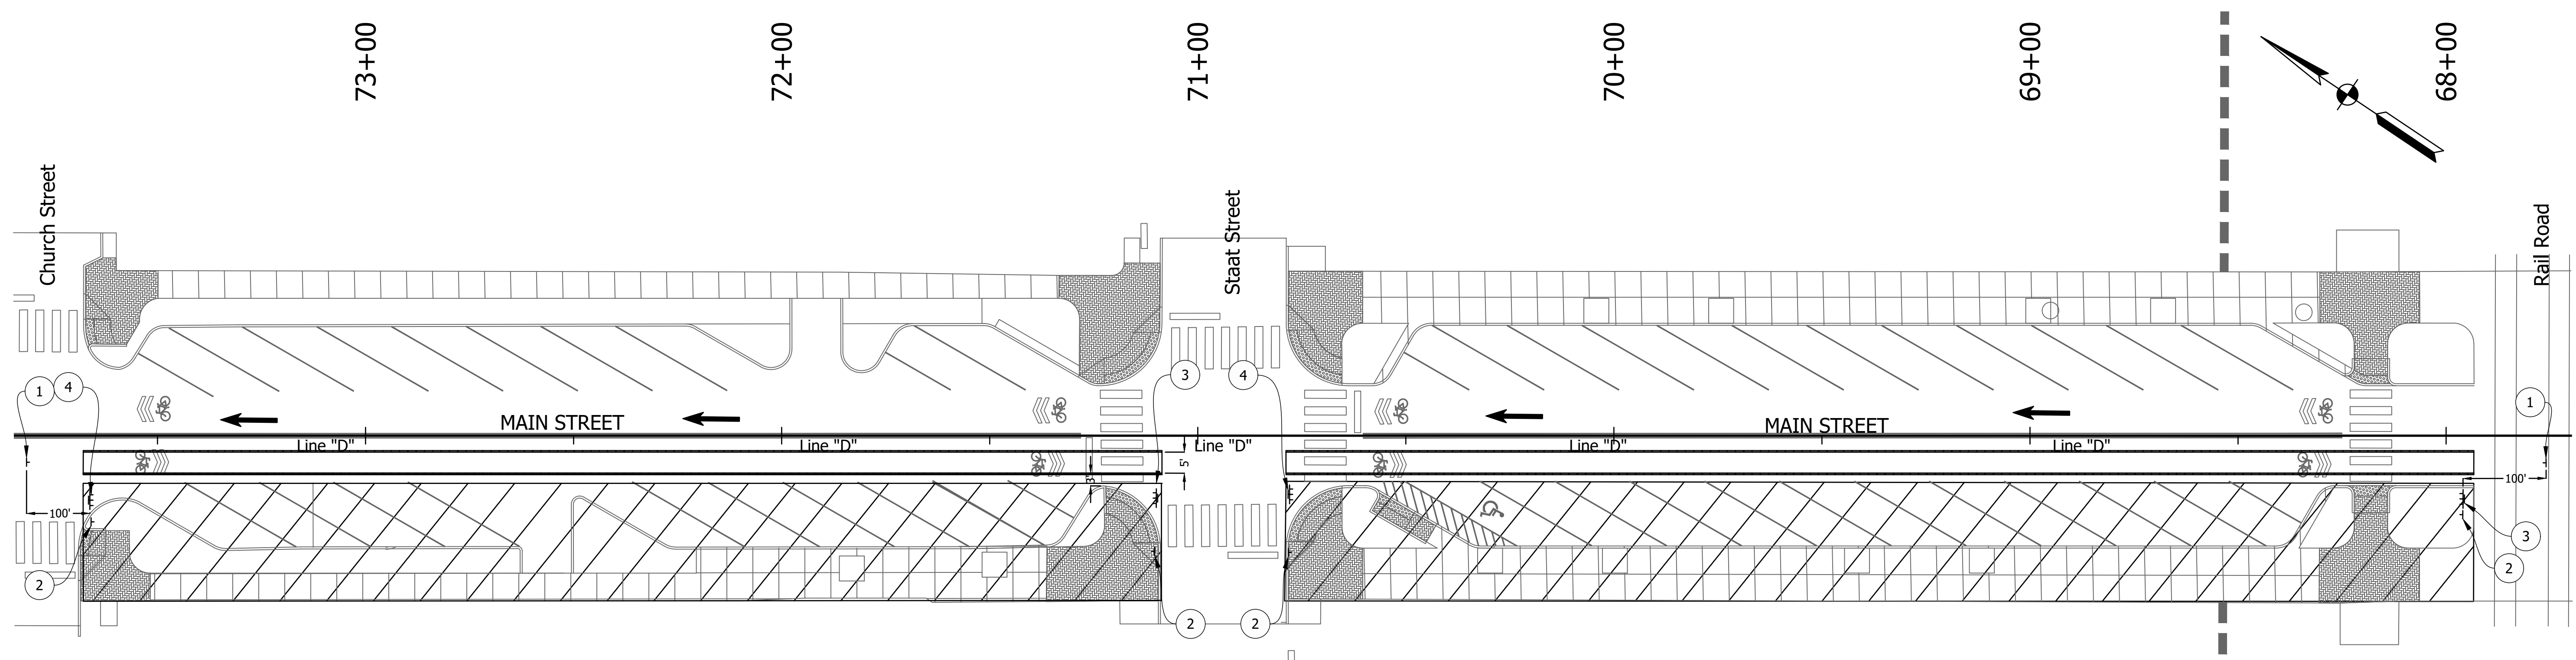 73+00
72+00
71+00
70+00
69+00
68+00
Church Street
Staat Street
Rail Road
1
4
3
4
1
MAIN STREET
MAIN STREET
Line "D"
Line "D"
Line "D"
Line "D"
Line "D"
5'
3'
100'
100'
3
2
2
2
2